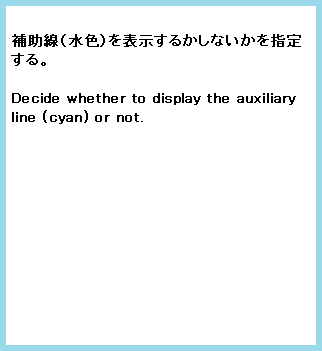 補助線(水色)を表示するかしないかを指定
する。
Decide whether to display the auxiliary
line (cyan) or not.